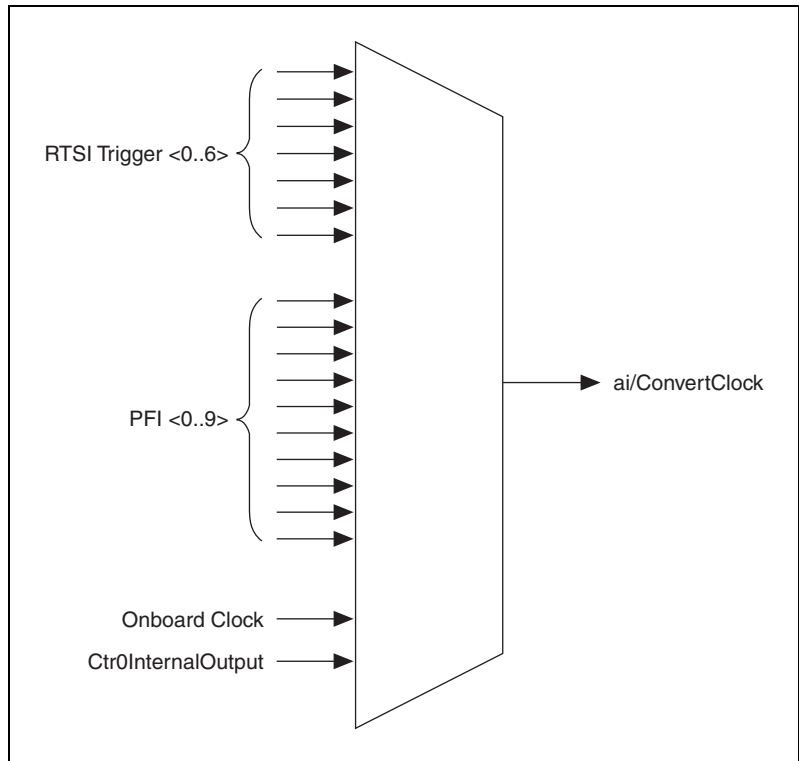 RTSI Trigger <0..6>
PFI <0..9>
ai/ConvertClock
Onboard Clock
Ctr0InternalOutput